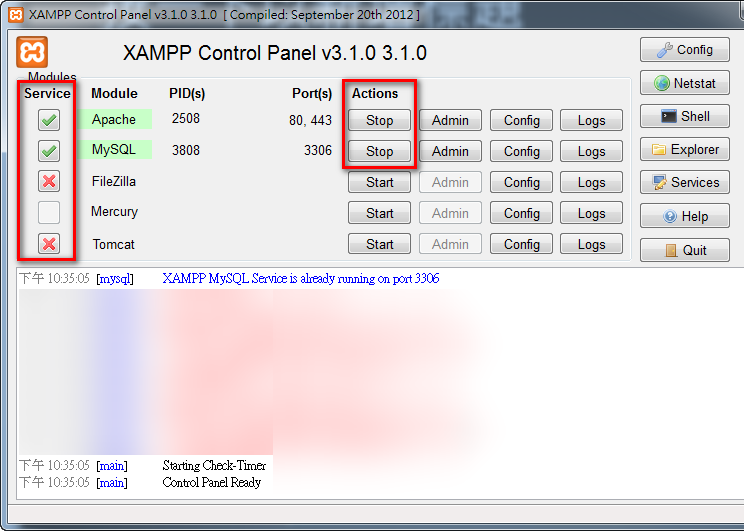 XAMPP Control Panel v3.1.0 3.1.0 [ Compiled: September 20th 2012 ]
XAMPP Control Panel v3.1.0 3.1.0
Config
Modules
Service Module PID(s) Port(s) Actions
Netstat
Apache 2508 80, 443 Stop Admin Config Logs
Shell
MySQL 3808 3306 Stop Admin Config Logs
Explorer
FileZilla Start Admin Config Logs
Services
Mercury Start Admin Config Logs
Help
Tomcat Start Admin Config Logs
Quit
下午 10:35:05 [mysql] XAMPP MySQL Service is already running on port 3306
下午 10:35:05 [main] Starting Check-Timer
下午 10:35:05 [main] Control Panel Ready